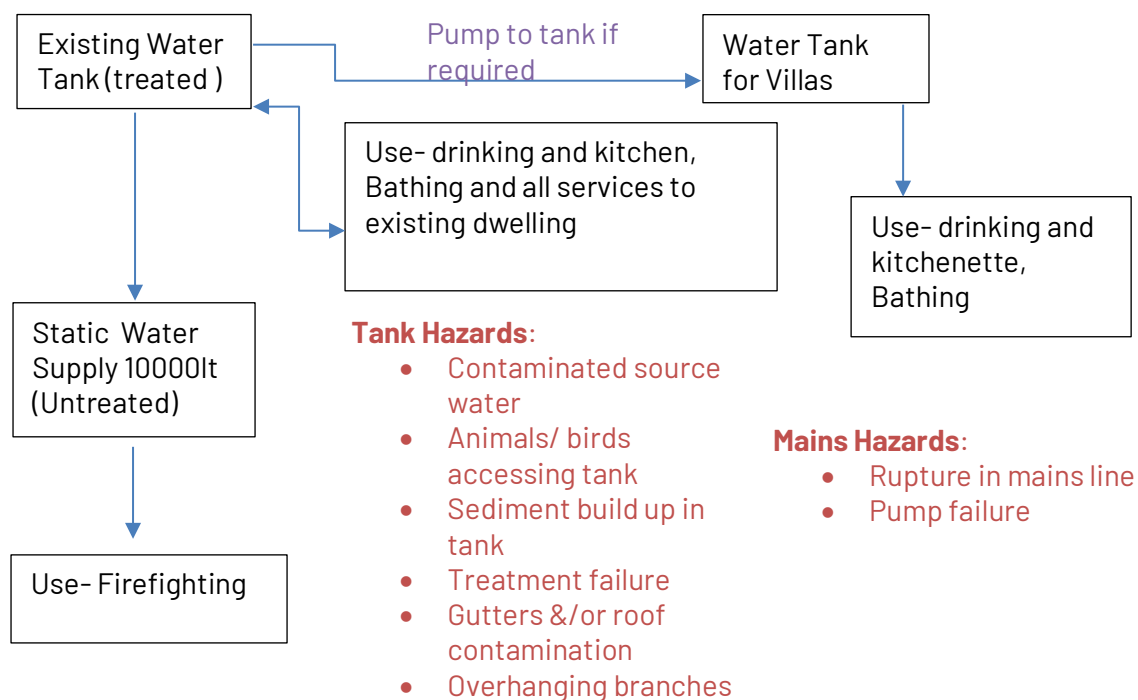 Existing Water
Tank (treated )
Pump to tank if
required
Water Tank
for Villas
Use- drinking and kitchen,
Bathing and all services to
existing dwelling
Use- drinking and
kitchenette,
Bathing
Static  Water
Supply 10000lt
(Untreated)
Use- Firefighting
Tank Hazards:
• Contaminated source
water
• Animals/ birds
accessing tank
• Sediment build up in
tank
• Treatment failure
• Gutters &/or roof
contamination
• Overhanging branches
Mains Hazards:
• Rupture in mains line
• Pump failure